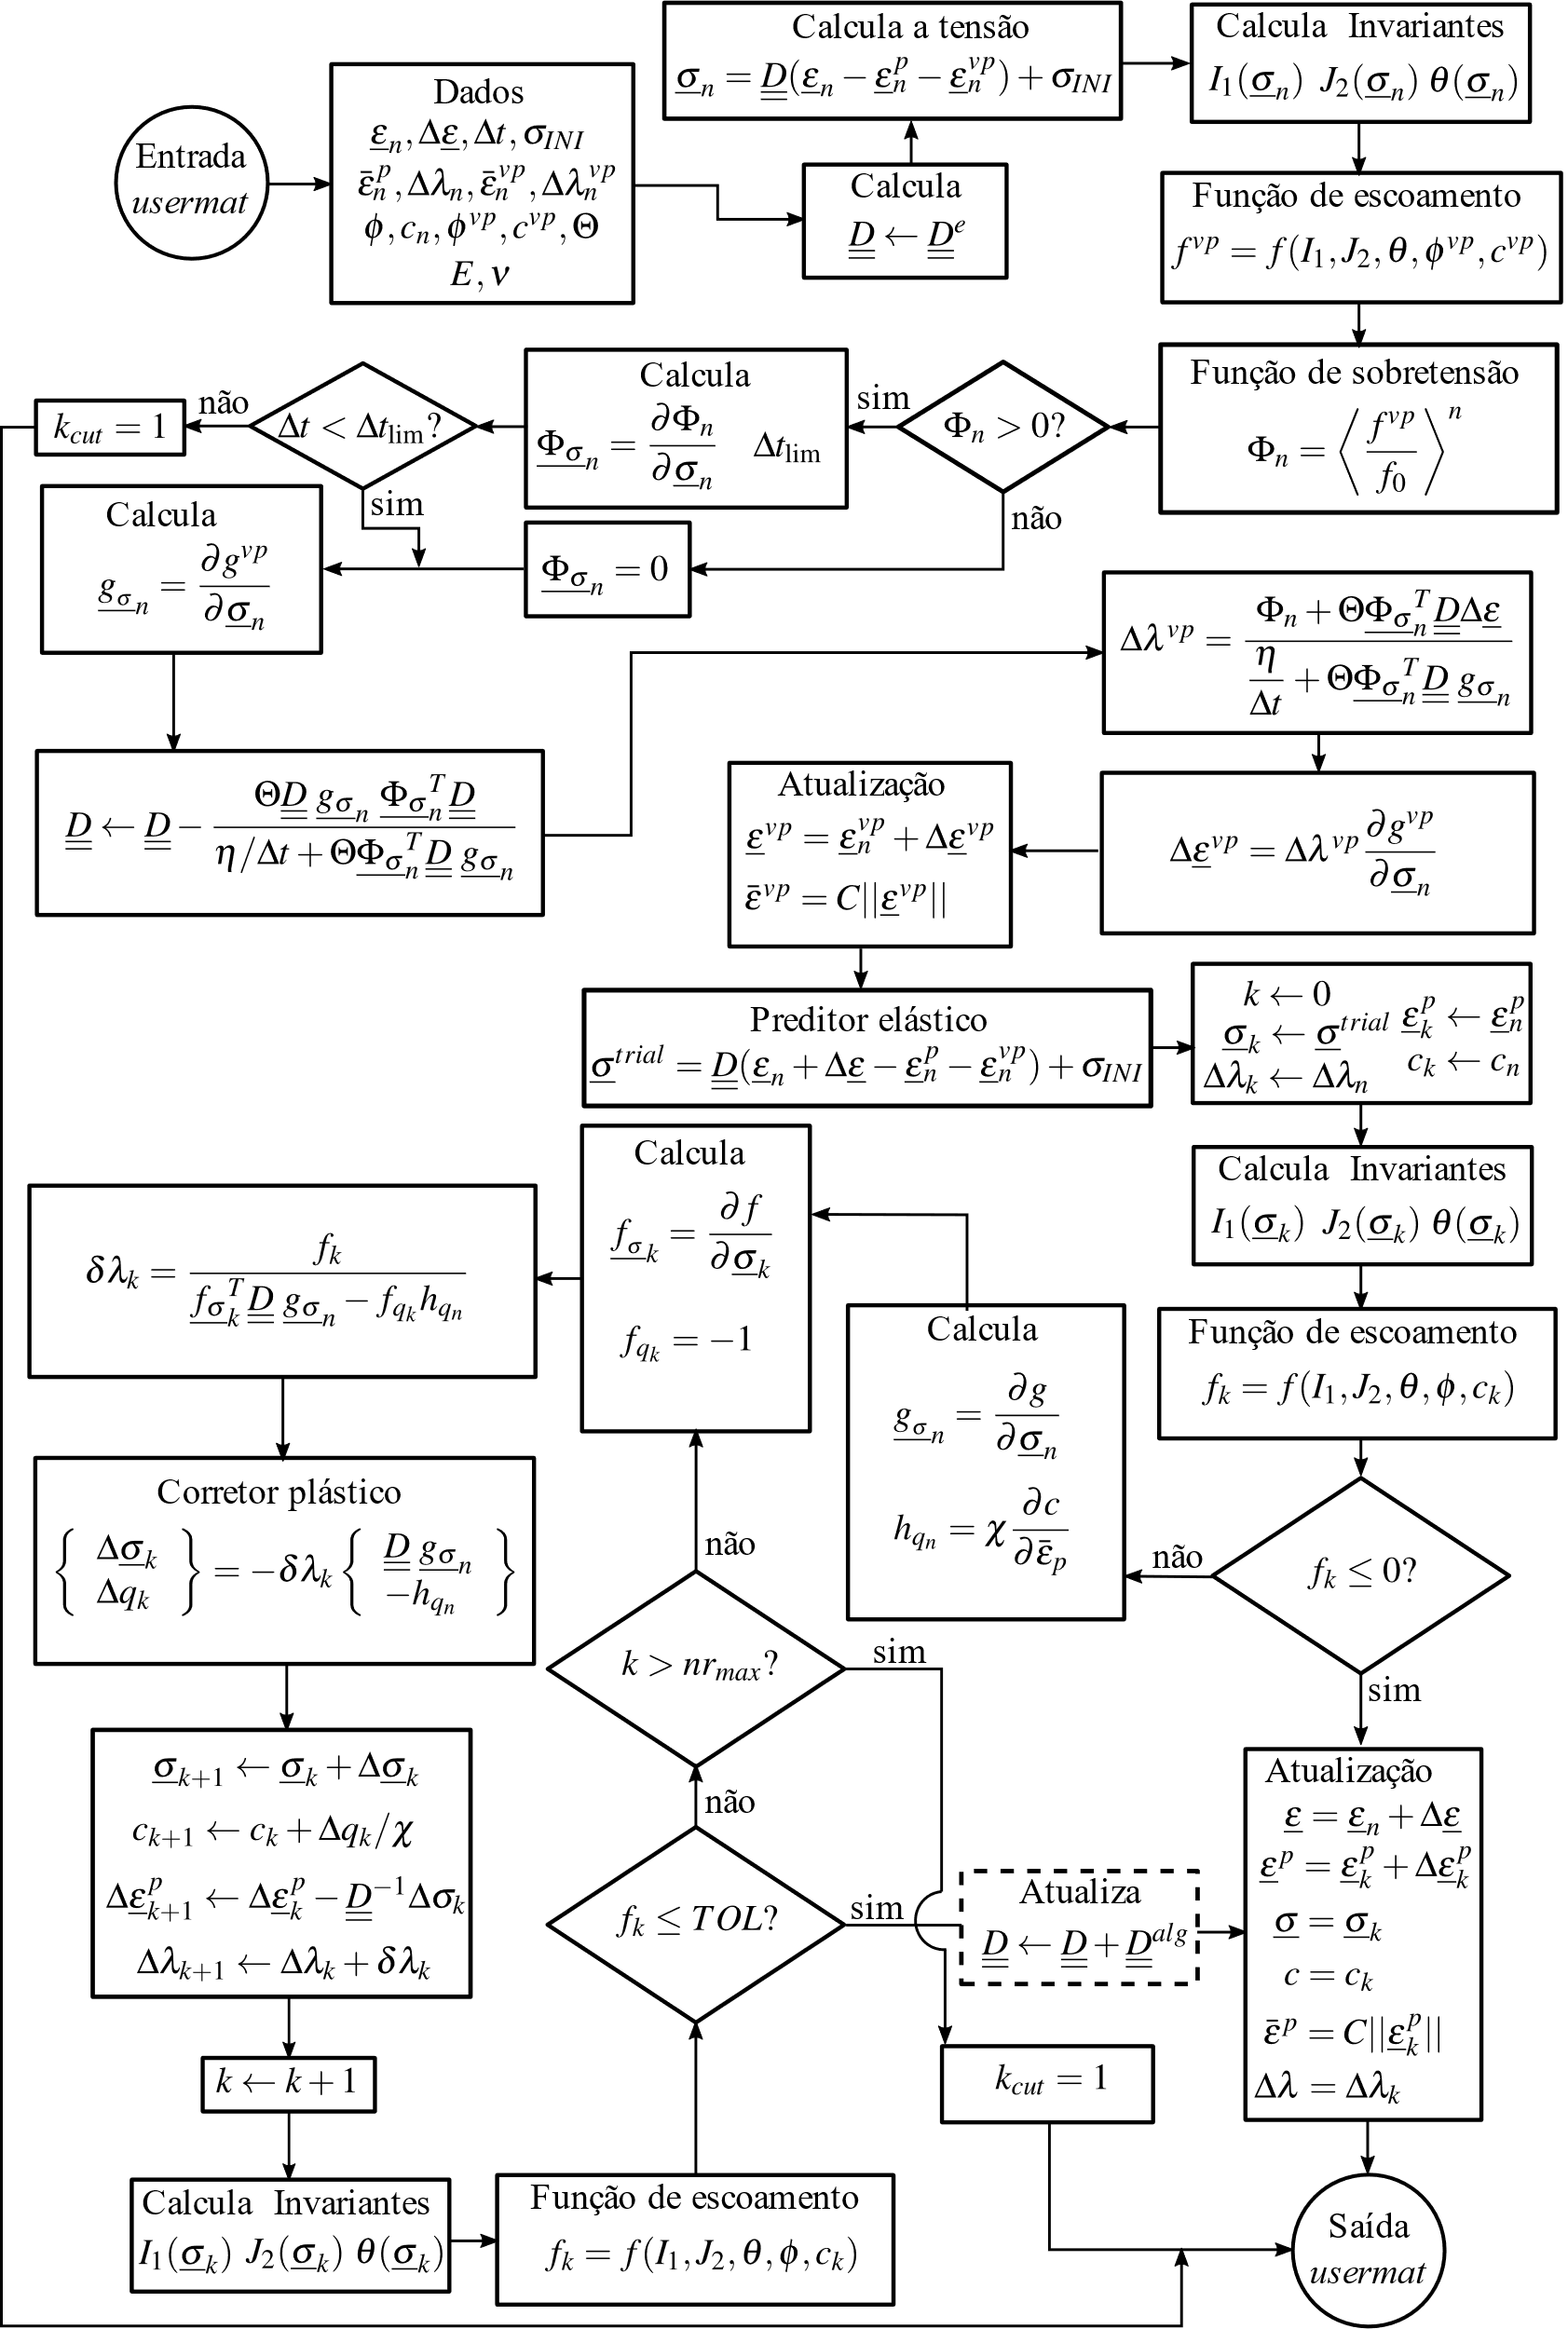 Entrada
usermat
Dados
ε_n, Δε, Δt, σ_INI
ε̄_n^p, Δλ_n, ε̄_n^vp, Δλ_n^vp
ϕ, c_n, ϕ^vp, c^vp, Θ
E, ν
Calcula
D ← D^e
Calcula a tensão
σ_n = D(ε_n − ε_n^p − ε_n^vp) + σ_INI
Calcula Invariantes
I_1(σ_n) J_2(σ_n) θ(σ_n)
Função de escoamento
f^vp = f(I_1, J_2, θ, ϕ^vp, c^vp)
Função de sobretensão
Φ_n = ⟨f^vp / f_0⟩^n
Φ_n > 0?
sim
não
Calcula
Φ_σn = ∂Φ_n / ∂σ_n Δt_lim
Δt < Δt_lim?
não
sim
k_cut = 1
Φ_σn = 0
Calcula
g_σn = ∂g^vp / ∂σ_n
D ← D − (ΘD g_σn Φ_σn^T D) / (η/Δt + ΘΦ_σn^T D g_σn)
Δλ^vp = (Φ_n + ΘΦ_σn^T DΔε) / (η/Δt + ΘΦ_σn^T D g_σn)
Δε^vp = Δλ^vp ∂g^vp / ∂σ_n
Atualização
ε^vp = ε_n^vp + Δε^vp
ε̄^vp = C||ε^vp||
Preditor elástico
σ^trial = D(ε_n + Δε − ε_n^p − ε_n^vp) + σ_INI
k ← 0
σ_k ← σ^trial ε_k^p ← ε_n^p
Δλ_k ← Δλ_n c_k ← c_n
Calcula Invariantes
I_1(σ_k) J_2(σ_k) θ(σ_k)
Função de escoamento
f_k = f(I_1, J_2, θ, ϕ, c_k)
f_k ≤ 0?
não
sim
Calcula
g_σn = ∂g / ∂σ_n
h_qn = χ ∂c / ∂ε̄_p
Calcula
f_σk = ∂f / ∂σ_k
f_qk = −1
δλ_k = f_k / (f_σk^T D g_σn − f_qk h_qn)
Corretor plástico
{Δσ_k Δq_k} = −δλ_k {D g_σn −h_qn}
σ_k+1 ← σ_k + Δσ_k
c_k+1 ← c_k + Δq_k/χ
Δε_k+1^p ← Δε_k^p − D^−1 Δσ_k
Δλ_k+1 ← Δλ_k + δλ_k
k ← k + 1
Calcula Invariantes
I_1(σ_k) J_2(σ_k) θ(σ_k)
Função de escoamento
f_k = f(I_1, J_2, θ, ϕ, c_k)
f_k ≤ TOL?
não
sim
k > nr_max?
não
sim
Atualiza
D ← D + D^alg
k_cut = 1
Atualização
ε = ε_n + Δε
ε^p = ε_k^p + Δε_k^p
σ = σ_k
c = c_k
ε̄^p = C||ε_k^p||
Δλ = Δλ_k
Saída
usermat